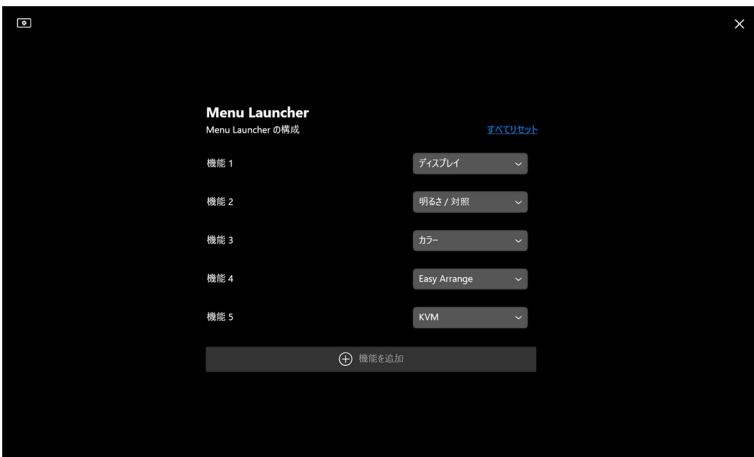 Menu Launcher
Menu Launcher の構成
すべてリセット
機能 1
ディスプレイ
機能 2
明るさ / 対照
機能 3
カラー
機能 4
Easy Arrange
機能 5
KVM
機能を追加